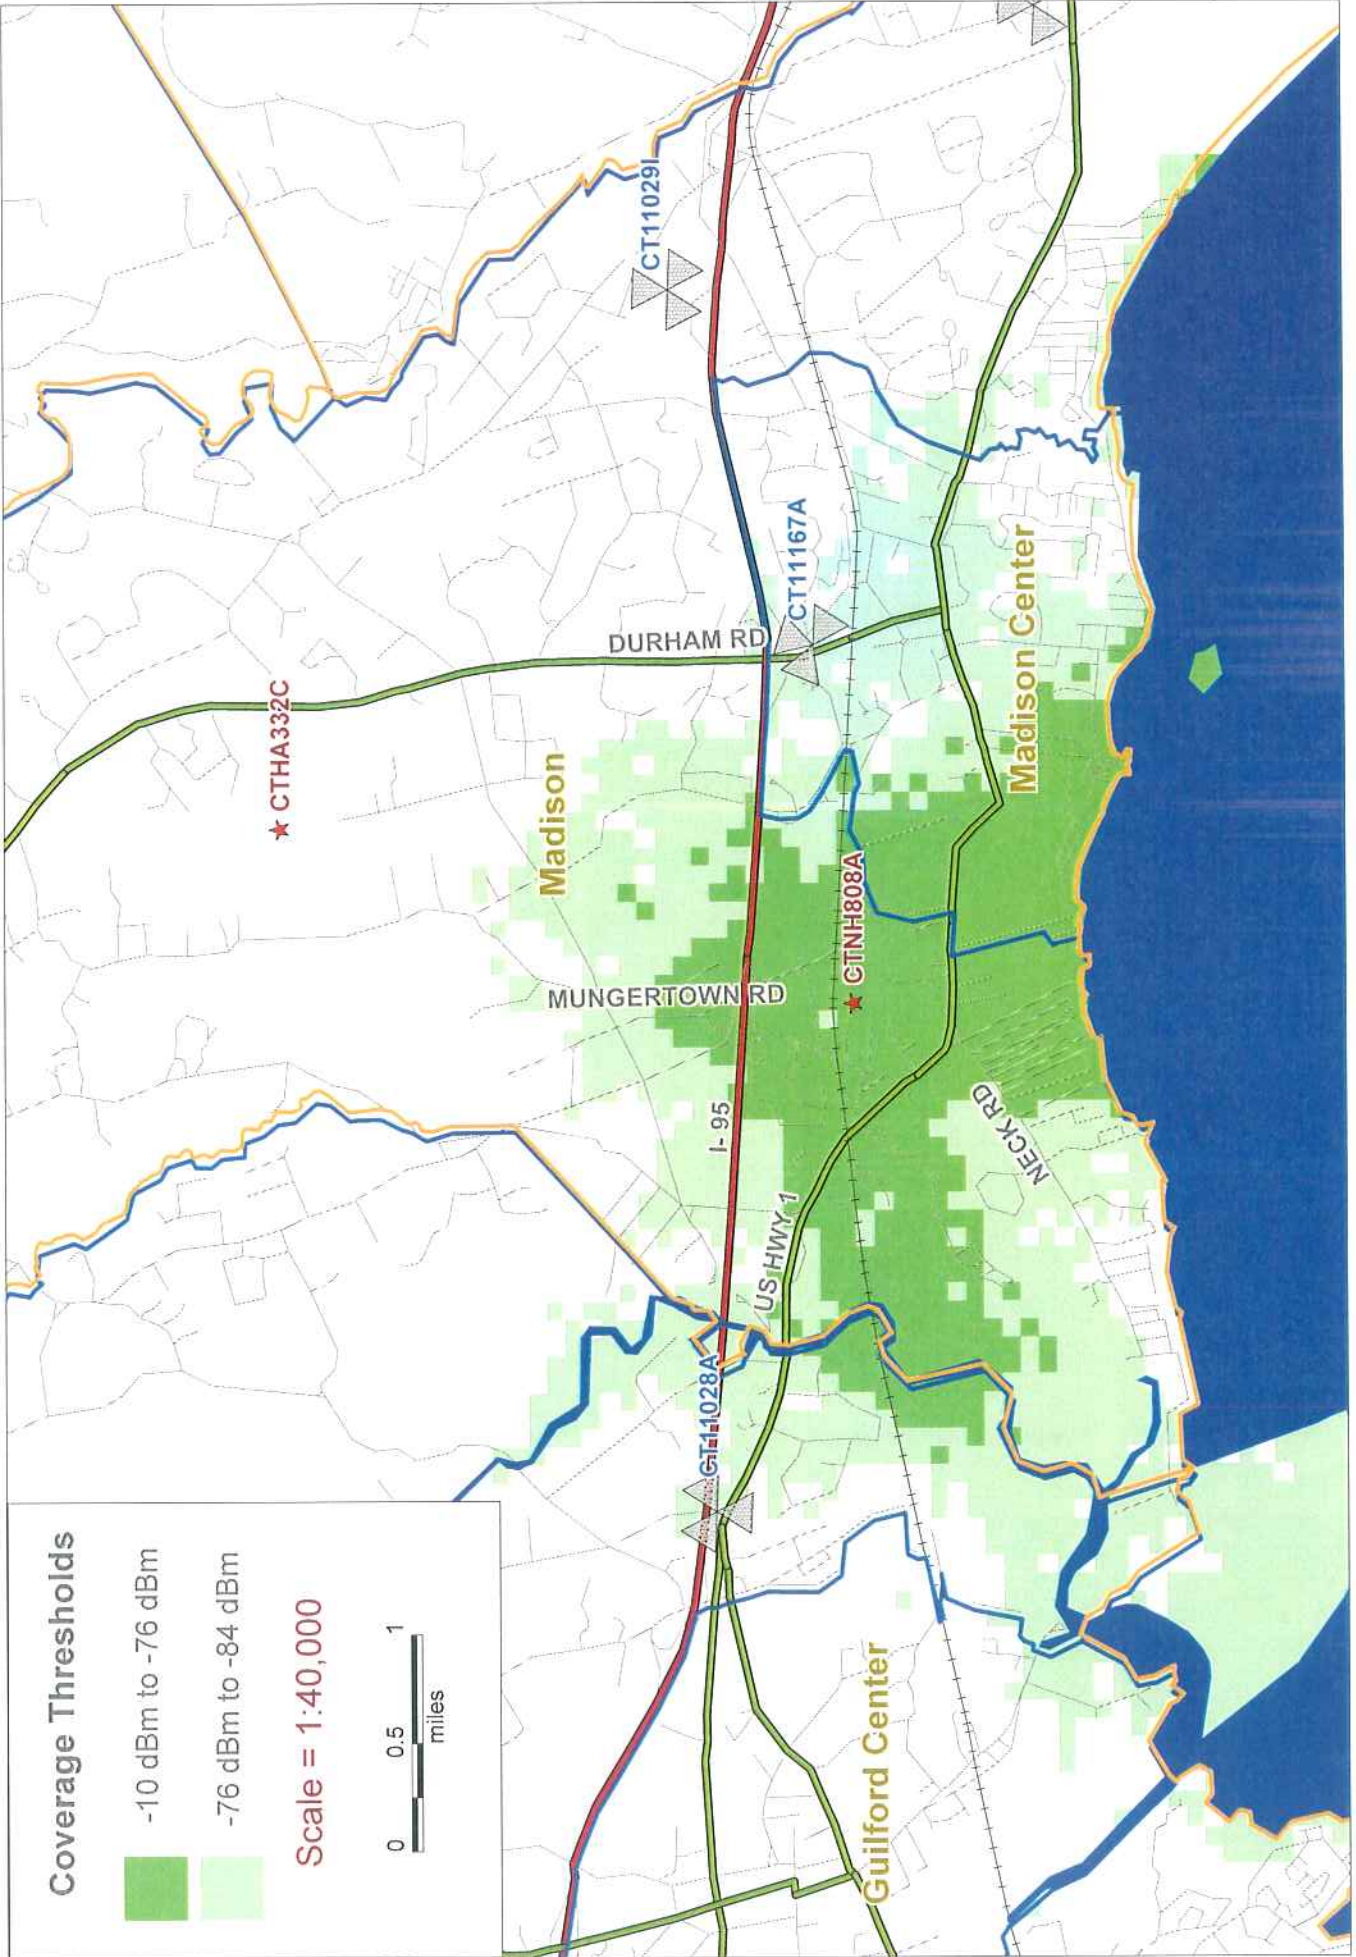 Coverage Thresholds
-10 dBm to -76 dBm
-76 dBm to -84 dBm
Scale = 1:40,000
0 0.5 1
miles
CTHA332C
DURHAM RD
Madison
MUNGERTOWN RD
CT11029I
CT11167A
I-95
US HWY 1
CT11028A
CTNH808A
NECK RD
Madison Center
Guilford Center